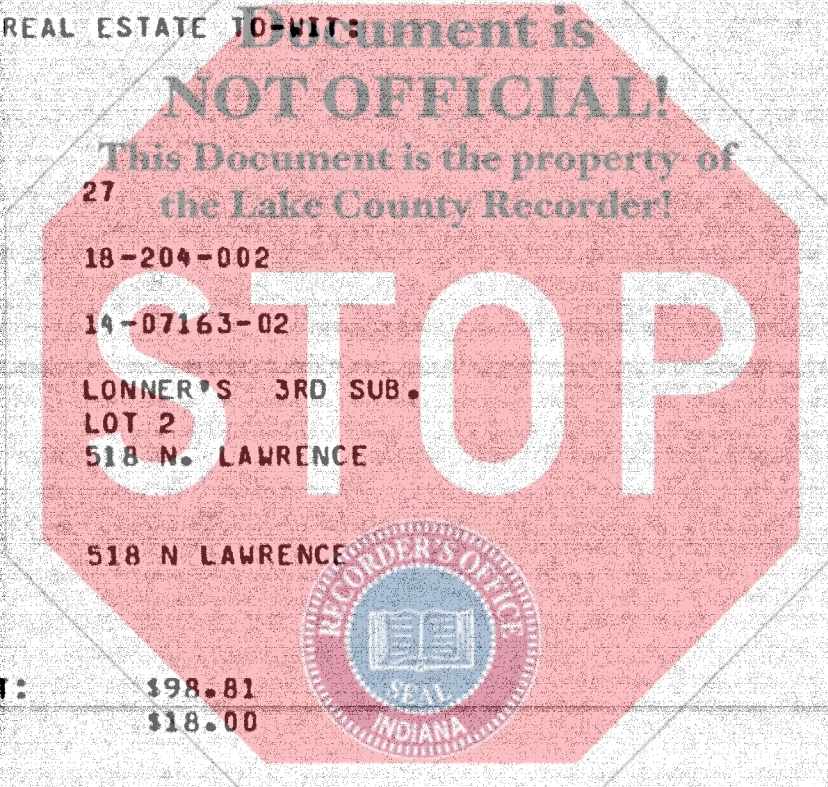 REAL ESTATE TO-WIT:
Document is
NOT OFFICIAL!
This Document is the property of
the Lake County Recorder!
27
18-204-002
14-07163-02
STOP
LONNER'S 3RD SUB.
LOT 2
518 N. LAWRENCE
518 N LAWRENCE
RECORDER'S OFFICE
SEAL
INDIANA
T: $98.81
$18.00